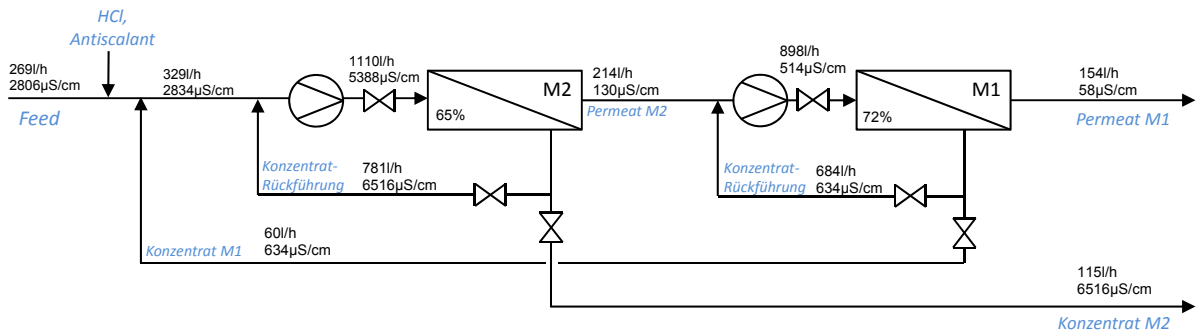 HCl,
Antiscalant
269l/h
2806µS/cm
Feed
329l/h
2834µS/cm
1110l/h
5388µS/cm
M2
65%
214l/h
130µS/cm
Permeat M2
898l/h
514µS/cm
M1
72%
154l/h
58µS/cm
Permeat M1
Konzentrat-
Rückführung
781l/h
6516µS/cm
Konzentrat-
Rückführung
684l/h
634µS/cm
Konzentrat M1
60l/h
634µS/cm
115l/h
6516µS/cm
Konzentrat M2